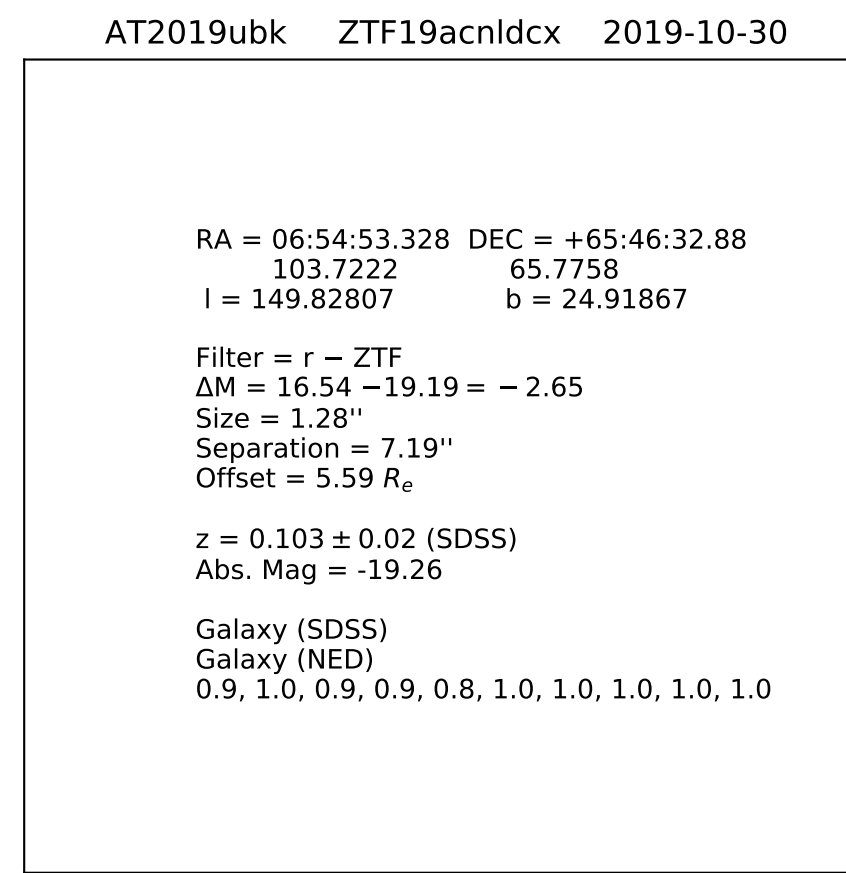 AT2019ubk ZTF19acnldcx 2019-10-30
RA = 06:54:53.328 DEC = +65:46:32.88
103.7222 65.7758
l = 149.82807 b = 24.91867
Filter = r − ZTF
ΔM = 16.54 −19.19 = − 2.65
Size = 1.28''
Separation = 7.19''
Offset = 5.59 Re
z = 0.103 ± 0.02 (SDSS)
Abs. Mag = -19.26
Galaxy (SDSS)
Galaxy (NED)
0.9, 1.0, 0.9, 0.9, 0.8, 1.0, 1.0, 1.0, 1.0, 1.0